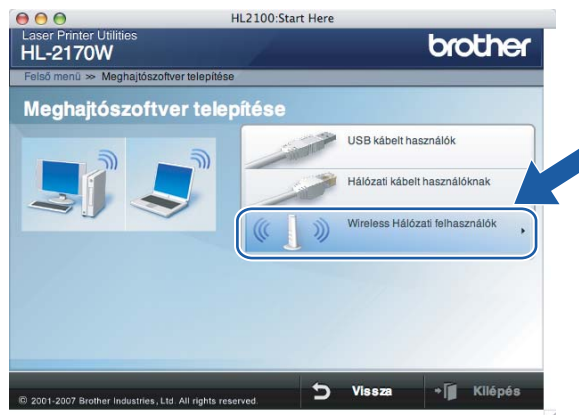 HL2100:Start Here
Laser Printer Utilities
HL-2170W
brother
Felső menü >> Meghajtószoftver telepítése
Meghajtószoftver telepítése
USB kábelt használók
Hálózati kábelt használóknak
Wireless Hálózati felhasználók
© 2001-2007 Brother Industries, Ltd. All rights reserved.
Vissza
Kilépés